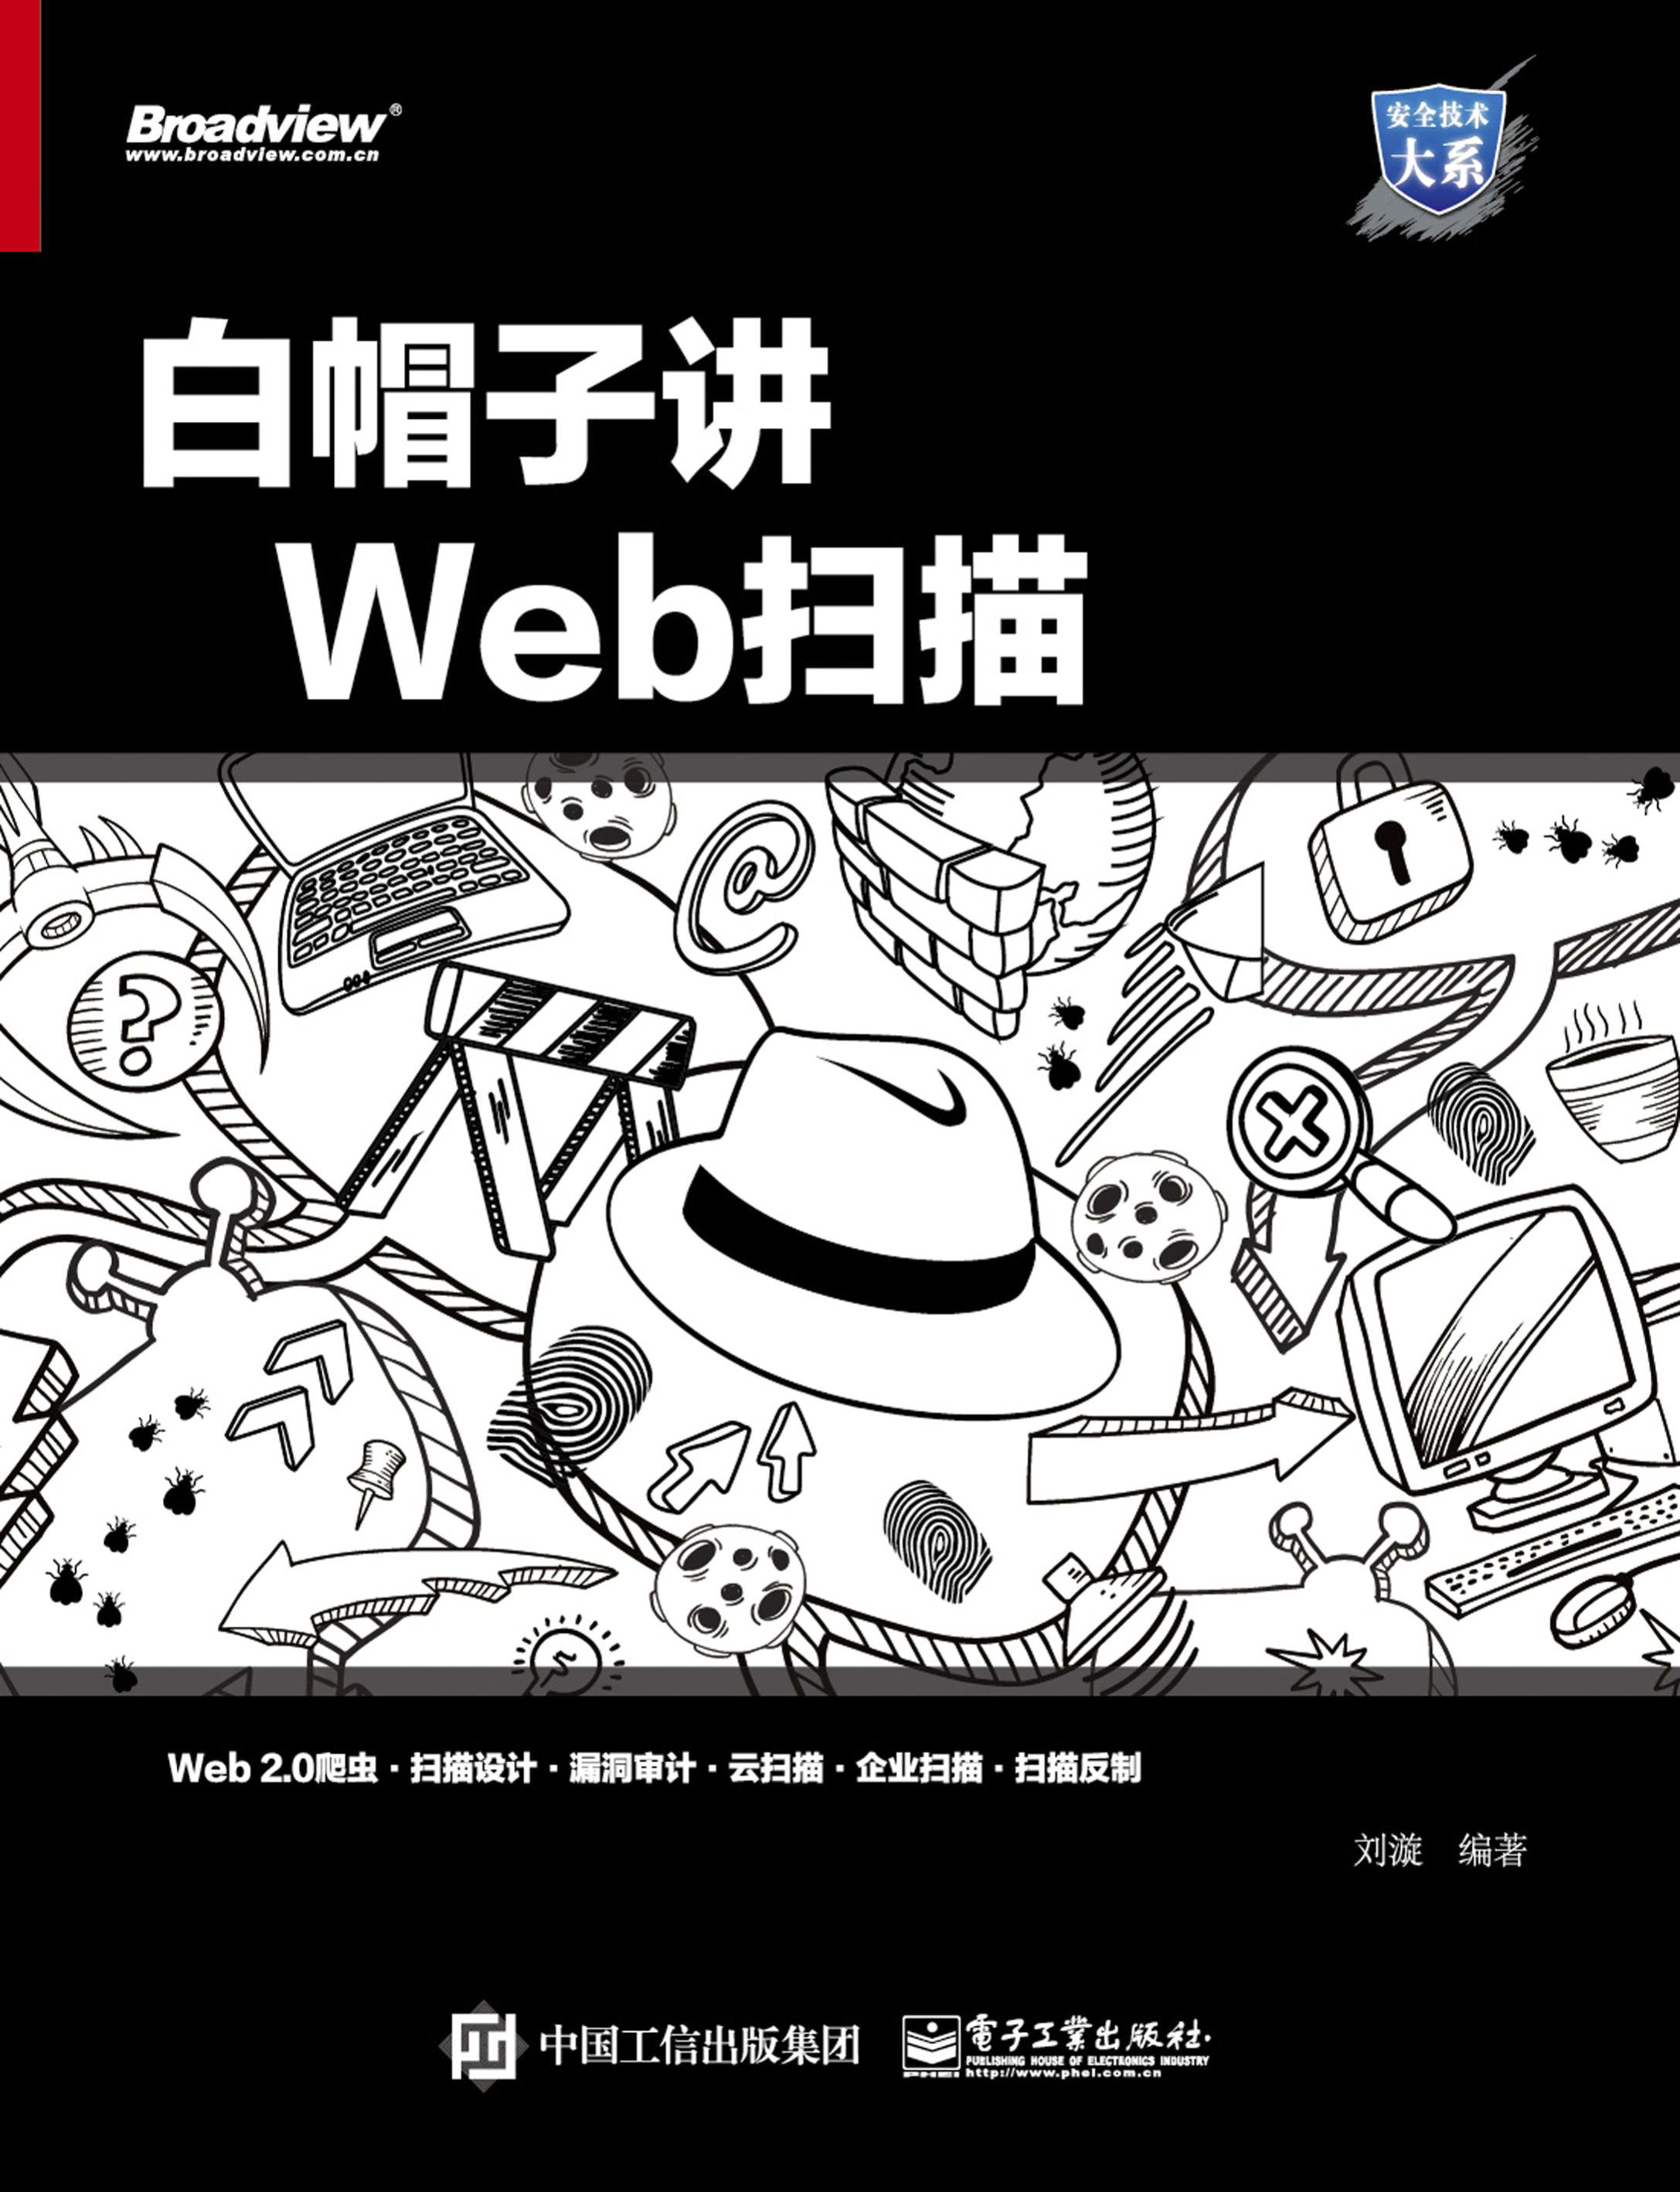 Broadview®
www.broadview.com.cn
安全技术
大系
白帽子讲
Web扫描
@
?
Web 2.0爬虫 · 扫描设计 · 漏洞审计 · 云扫描 · 企业扫描 · 扫描反制
刘漩 编著
中国工信出版集团
電子工業出版社
PUBLISHING HOUSE OF ELECTRONICS INDUSTRY
PHEI http://www.phei.com.cn